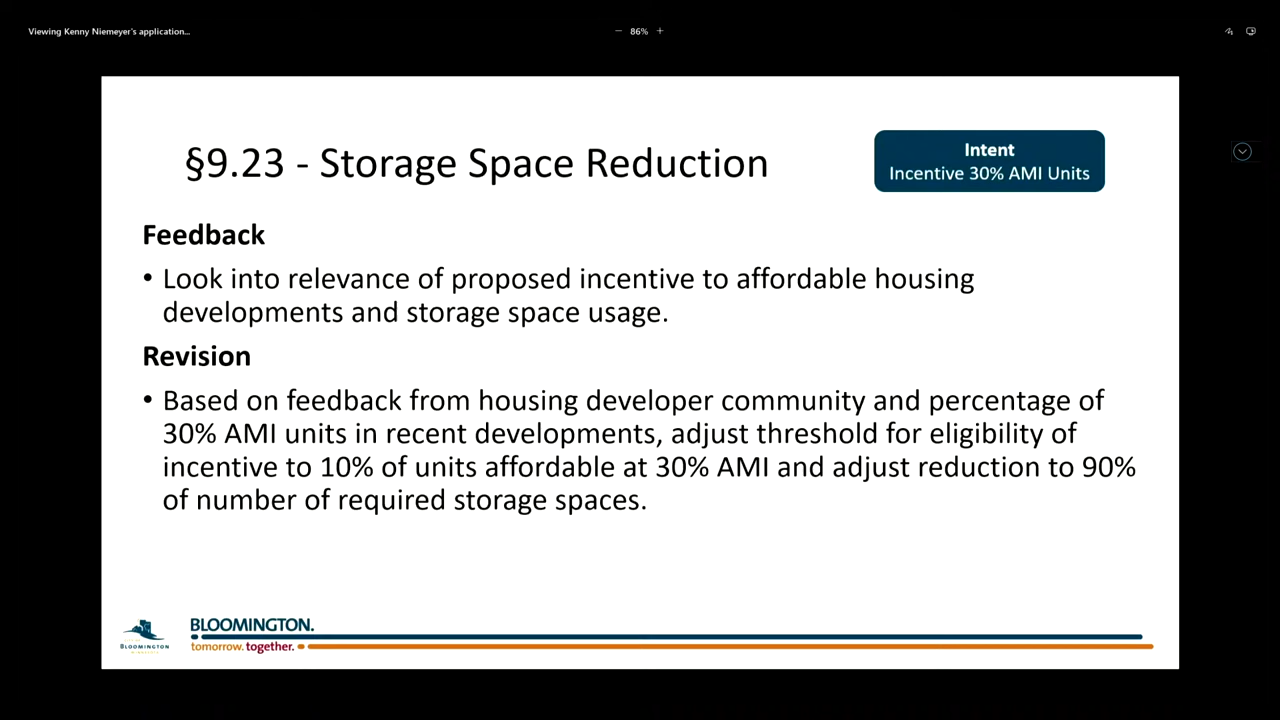 Viewing Kenny Niemeyer's application...
86%
§9.23 - Storage Space Reduction
Intent
Incentive 30% AMI Units
Feedback
• Look into relevance of proposed incentive to affordable housing
developments and storage space usage.
Revision
• Based on feedback from housing developer community and percentage of
30% AMI units in recent developments, adjust threshold for eligibility of
incentive to 10% of units affordable at 30% AMI and adjust reduction to 90%
of number of required storage spaces.
BLOOMINGTON
MINNESOTA
BLOOMINGTON.
tomorrow. together.